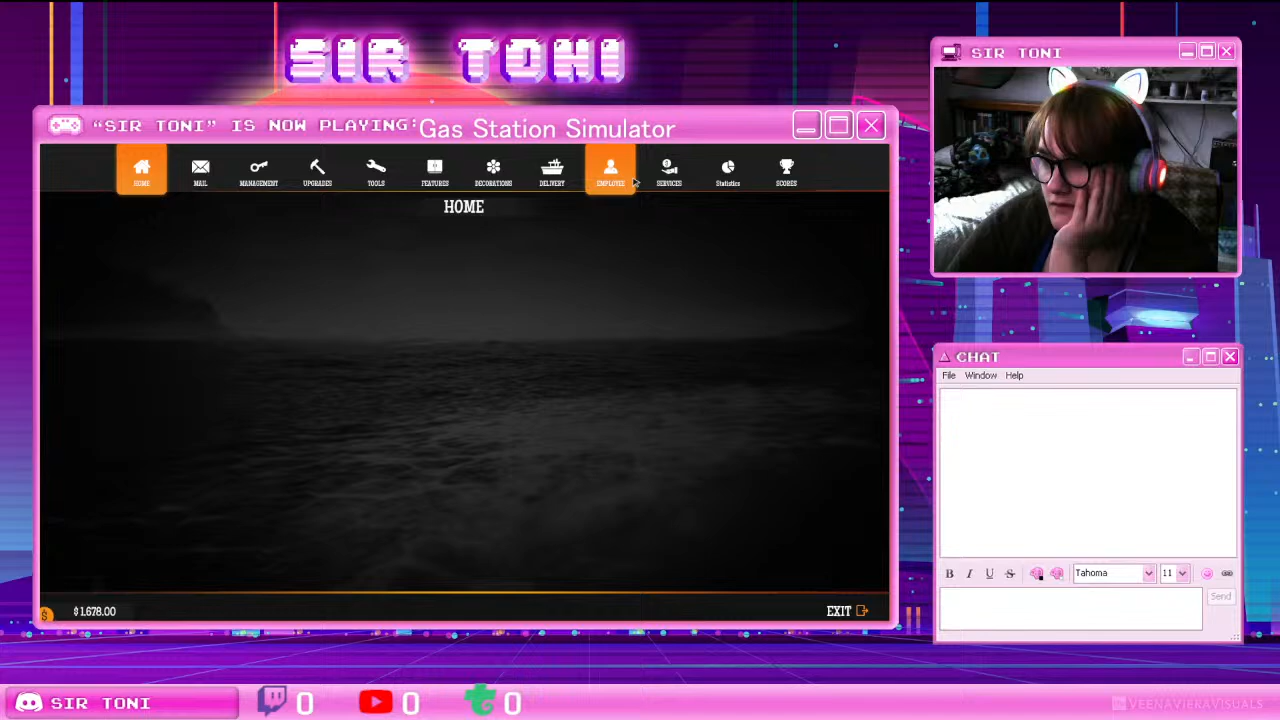 SIR TONI
"SIR TONI" IS NOW PLAYING: Gas Station Simulator
HOME MAIL MANAGEMENT UPGRADES TOOLS FEATURES DECORATIONS DELIVERY EMPLOYEE SERVICES Statistics SCORES
HOME
$1,678.00
EXIT
SIR TONI
CHAT
File Window Help
B I U S Tahoma 11
Send
SIR TONI 0 0 0
VEENAVIERAVISUALS